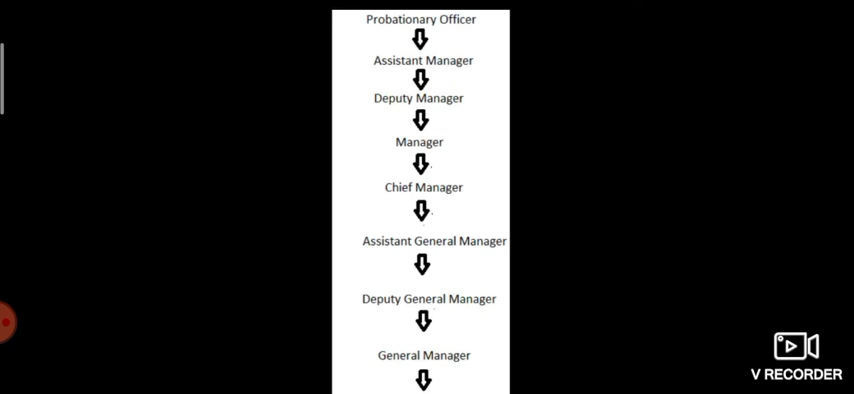 Probationary Officer
Assistant Manager
Deputy Manager
Manager
Chief Manager
Assistant General Manager
Deputy General Manager
General Manager
V RECORDER